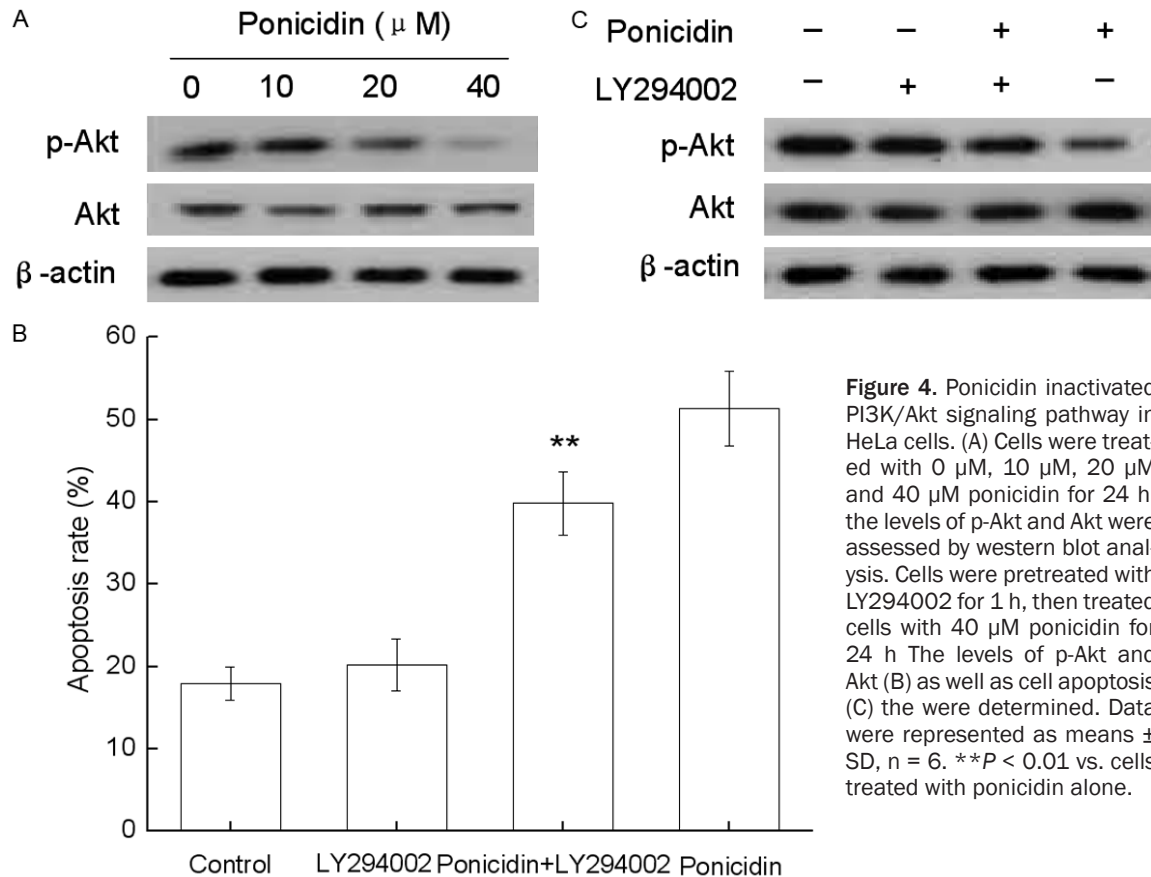 A
Ponicidin (μM)
0 10 20 40
p-Akt
Akt
β-actin
C
Ponicidin − − + +
LY294002 − + + −
p-Akt
Akt
β-actin
B
Apoptosis rate (%)
60
50
40
30
20
10
0
**
Control LY294002 Ponicidin+LY294002 Ponicidin
Figure 4. Ponicidin inactivated
PI3K/Akt signaling pathway in
HeLa cells. (A) Cells were treat-
ed with 0 µM, 10 µM, 20 µM
and 40 µM ponicidin for 24 h
the levels of p-Akt and Akt were
assessed by western blot anal-
ysis. Cells were pretreated with
LY294002 for 1 h, then treated
cells with 40 µM ponicidin for
24 h The levels of p-Akt and
Akt (B) as well as cell apoptosis
(C) the were determined. Data
were represented as means ±
SD, n = 6. **P < 0.01 vs. cells
treated with ponicidin alone.